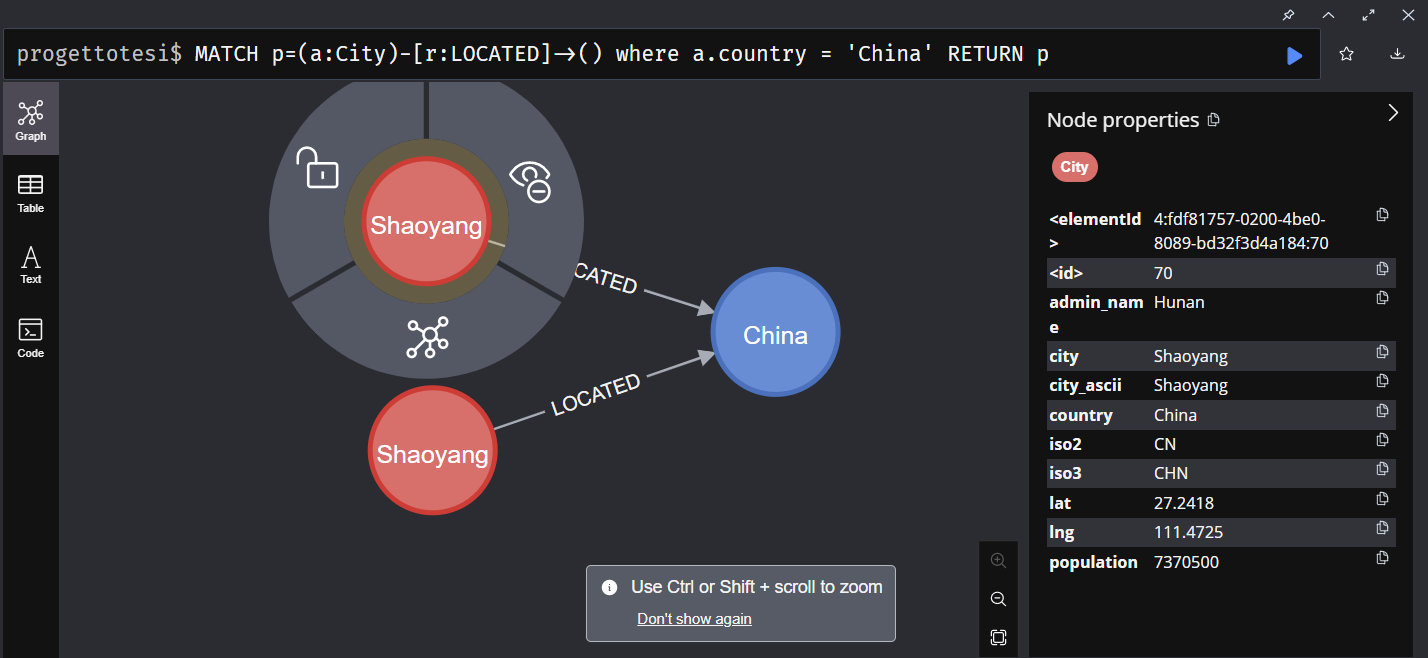 progettotesi$ MATCH p=(a:City)-[r:LOCATED]->() where a.country = 'China' RETURN p
Graph
Table
Text
Code
Shaoyang
CATED
China
LOCATED
Shaoyang
Use Ctrl or Shift + scroll to zoom
Don't show again
Node properties
City
<elementId
> 4:fdf81757-0200-4be0-
8089-bd32f3d4a184:70
<id> 70
admin_nam
e Hunan
city Shaoyang
city_ascii Shaoyang
country China
iso2 CN
iso3 CHN
lat 27.2418
lng 111.4725
population 7370500